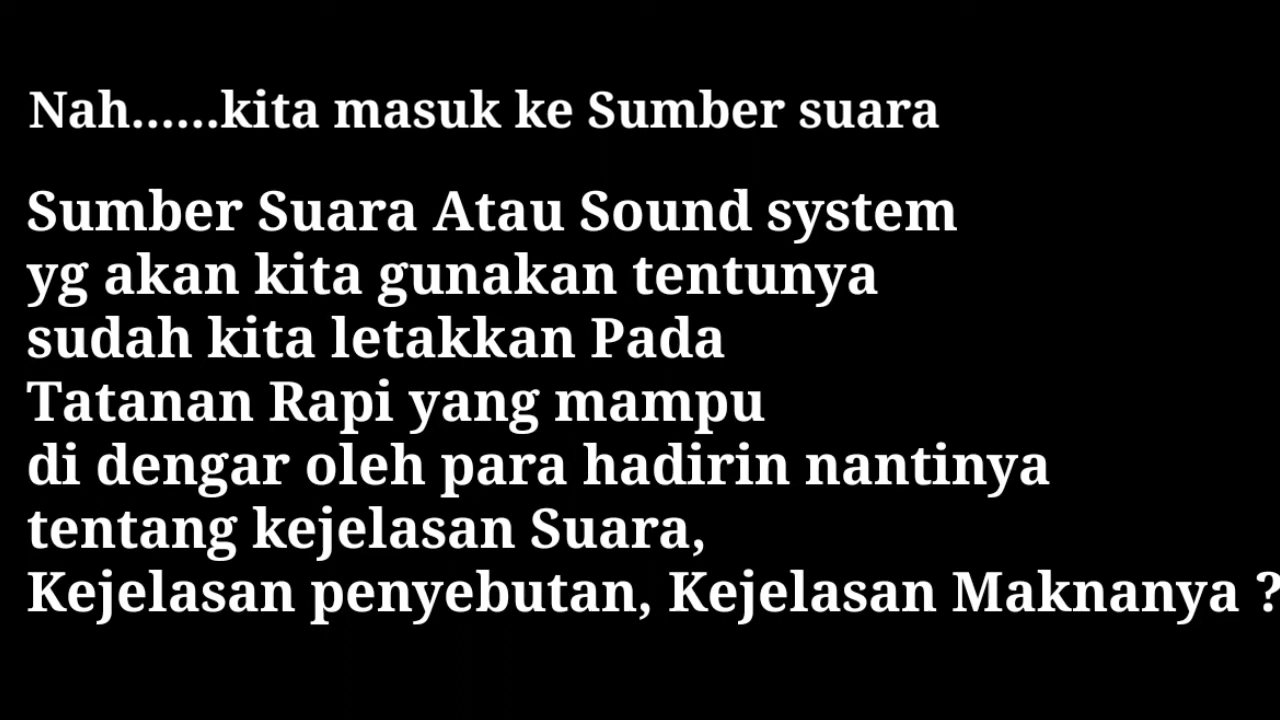 Nah......kita masuk ke Sumber suara
Sumber Suara Atau Sound system
yg akan kita gunakan tentunya
sudah kita letakkan Pada
Tatanan Rapi yang mampu
di dengar oleh para hadirin nantinya
tentang kejelasan Suara,
Kejelasan penyebutan, Kejelasan Maknanya ?